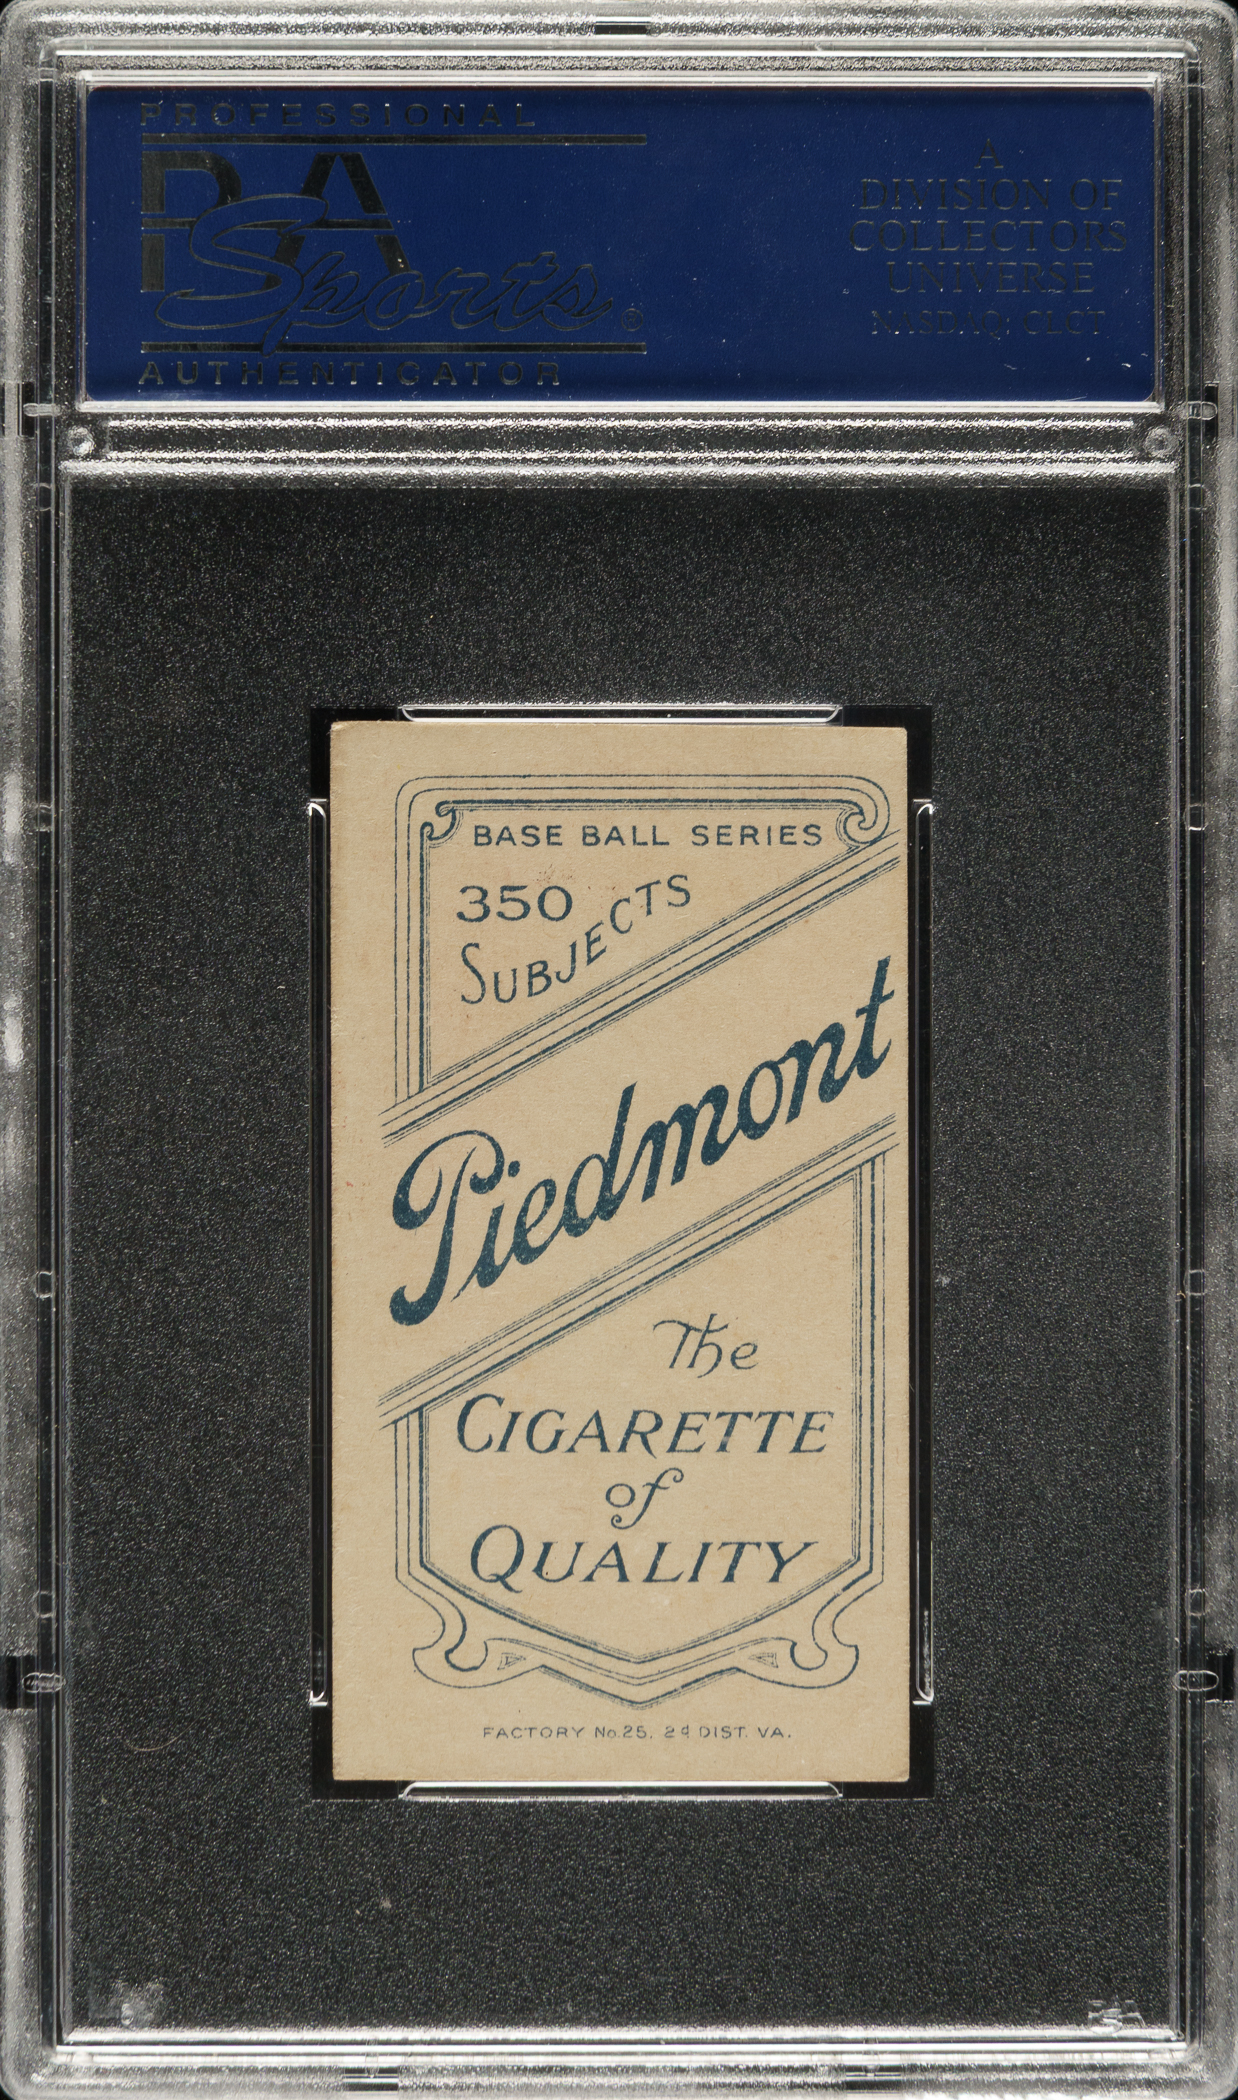 PROFESSIONAL
PSA
Sports®
AUTHENTICATOR
A
DIVISION OF
COLLECTORS
UNIVERSE
NASDAQ: CLCT
BASE BALL SERIES
350
SUBJECTS
Piedmont
The
CIGARETTE
of
QUALITY
FACTORY No. 25, 2d DIST. VA.
PSA